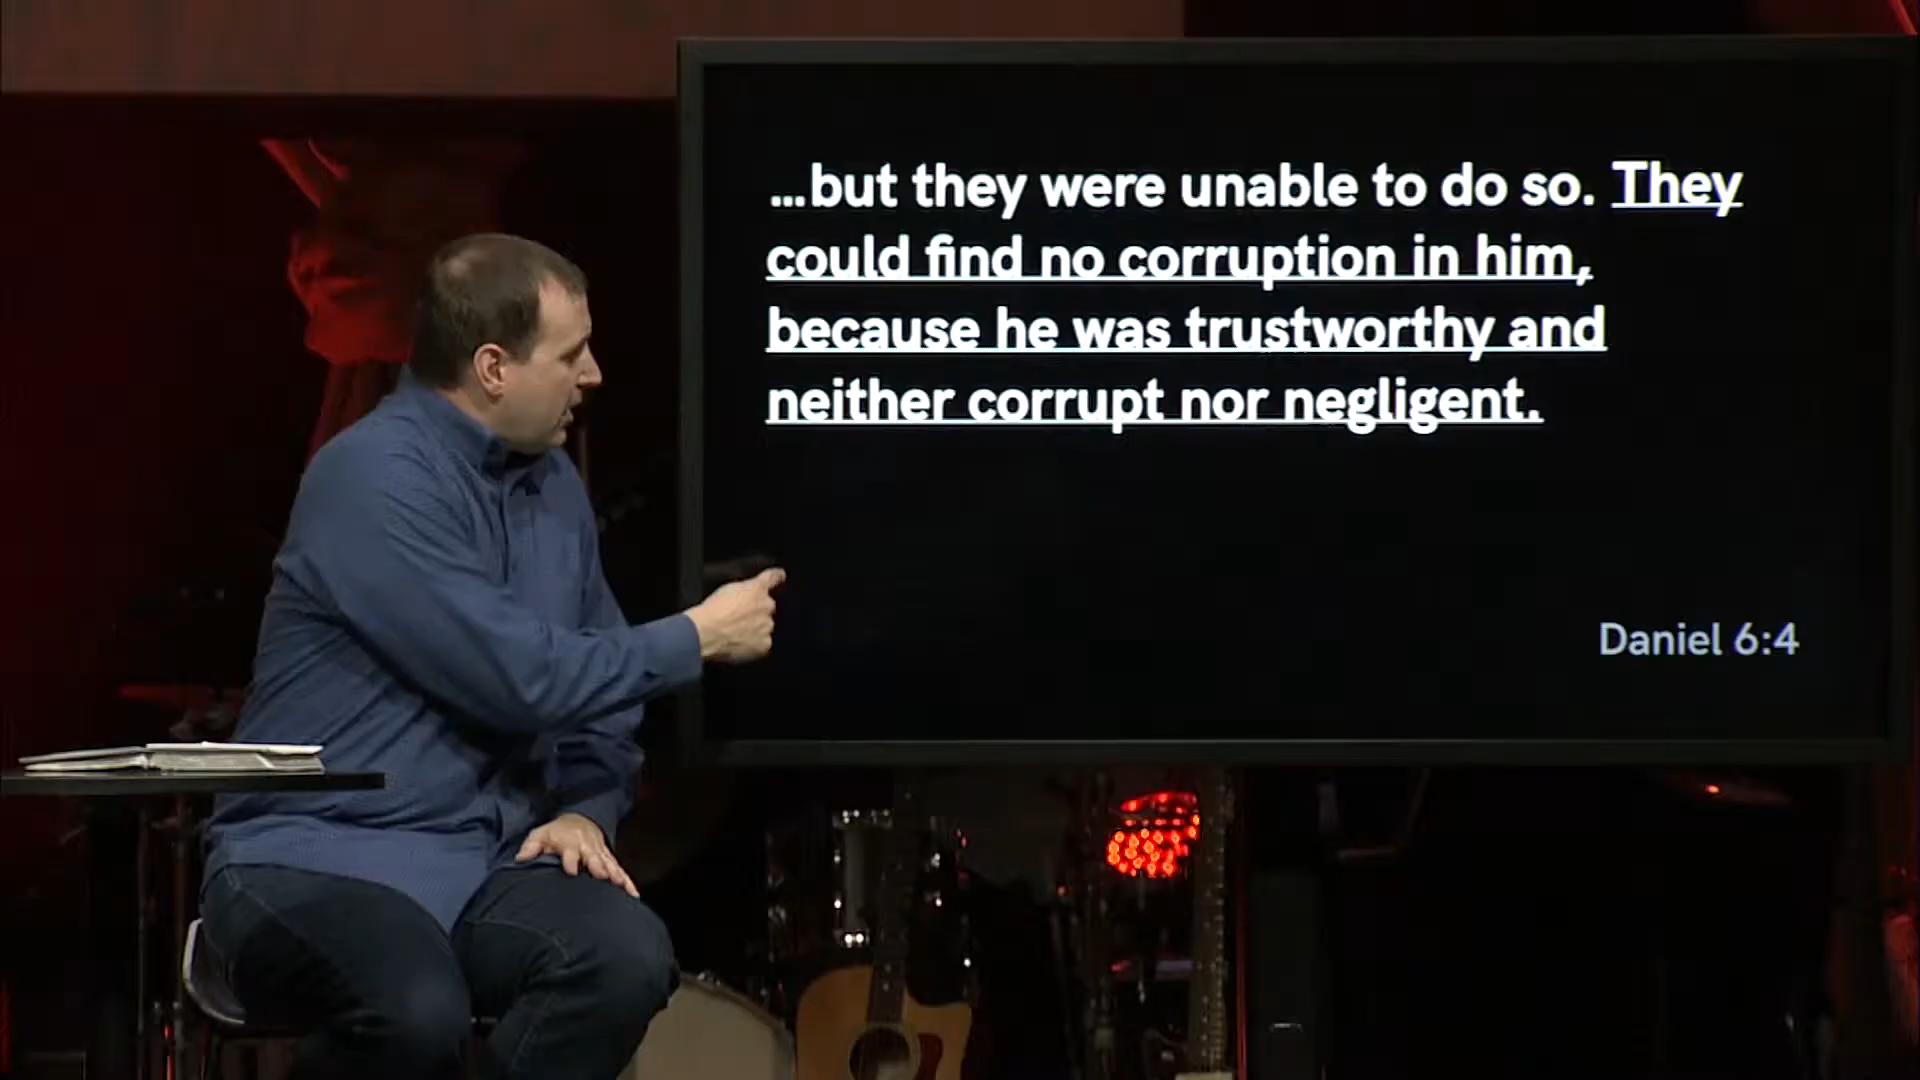 ...but they were unable to do so. They
could find no corruption in him,
because he was trustworthy and
neither corrupt nor negligent.
Daniel 6:4